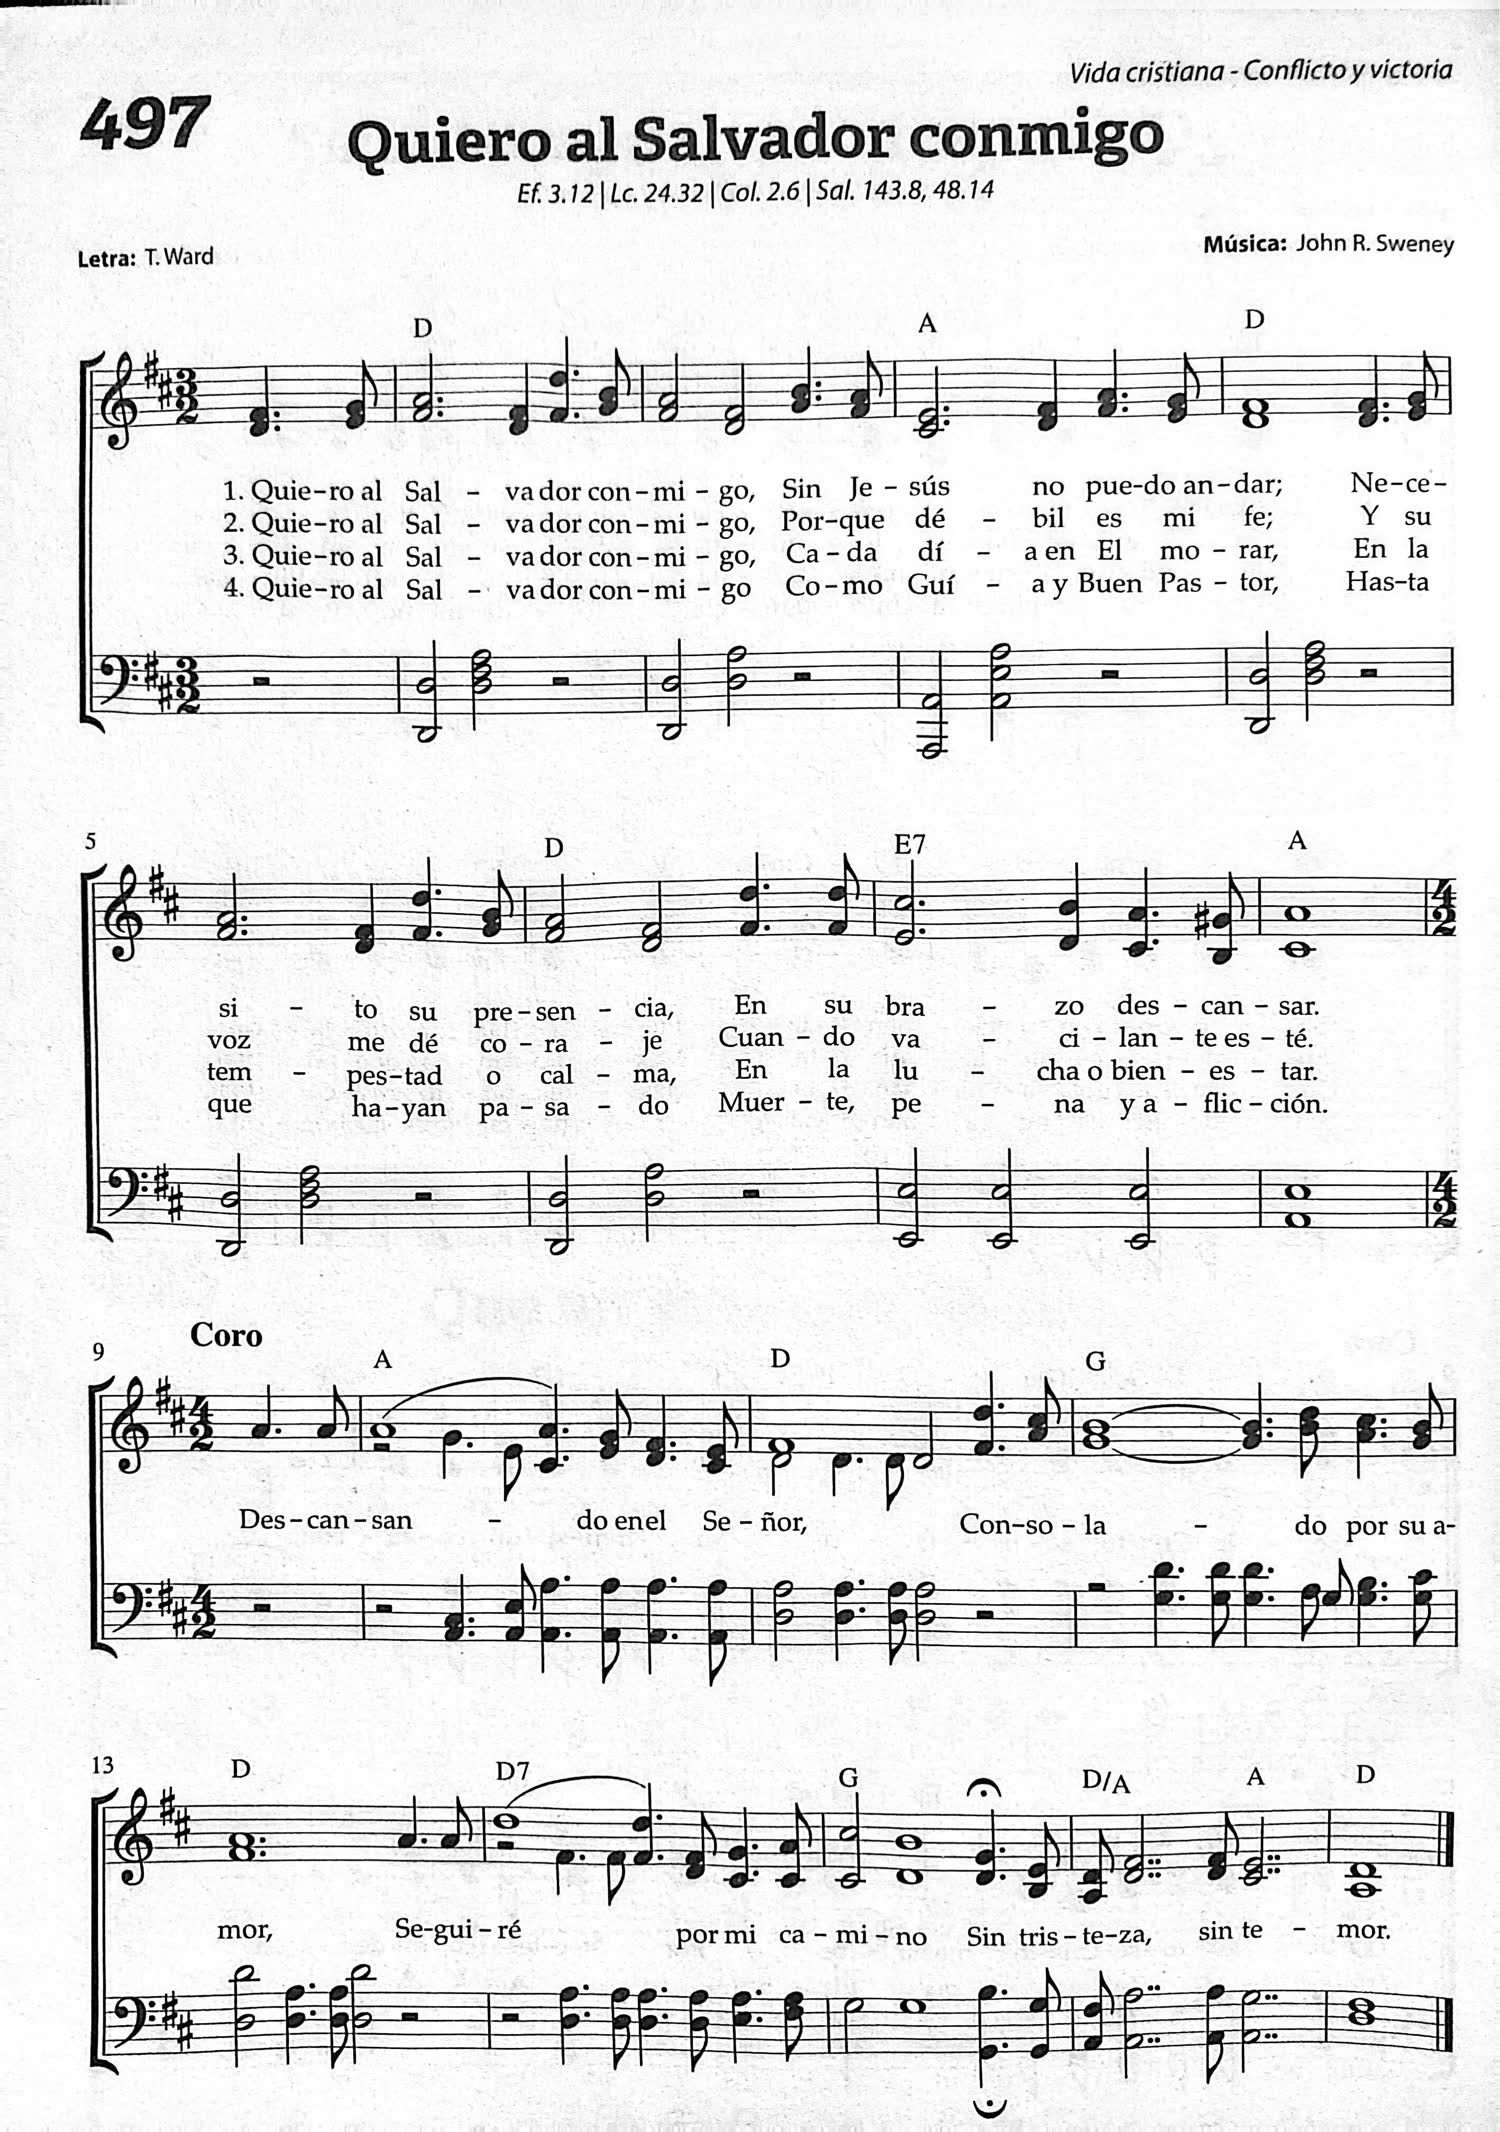 Vida cristiana - Conflicto y victoria
497
Quiero al Salvador conmigo
Ef. 3.12 | Lc. 24.32 | Col. 2.6 | Sal. 143.8, 48.14
Letra: T. Ward
Música: John R. Sweney
D A D
1. Quie-ro al Sal - va dor con-mi - go, Sin Je - sús no pue-do an-dar; Ne-ce-
2. Quie-ro al Sal - va dor con-mi - go, Por-que dé - bil es mi fe; Y su
3. Quie-ro al Sal - va dor con-mi - go, Ca-da dí - a en El mo - rar, En la
4. Quie-ro al Sal - va dor con-mi - go Co-mo Guí - a y Buen Pas - tor, Has-ta
5
D E7 A
si - to su pre-sen - cia, En su bra - zo des - can - sar.
voz me dé co - ra - je Cuan - do va - ci - lan - te es - té.
tem - pes-tad o cal - ma, En la lu - cha o bien - es - tar.
que ha-yan pa - sa - do Muer - te, pe - na y a - flic - ción.
Coro
9
A D G
Des-can-san - do en el Se - ñor, Con-so - la - do por su a-
13
D D7 G D/A A D
mor, Se-gui - ré por mi ca - mi - no Sin tris-te-za, sin te - mor.